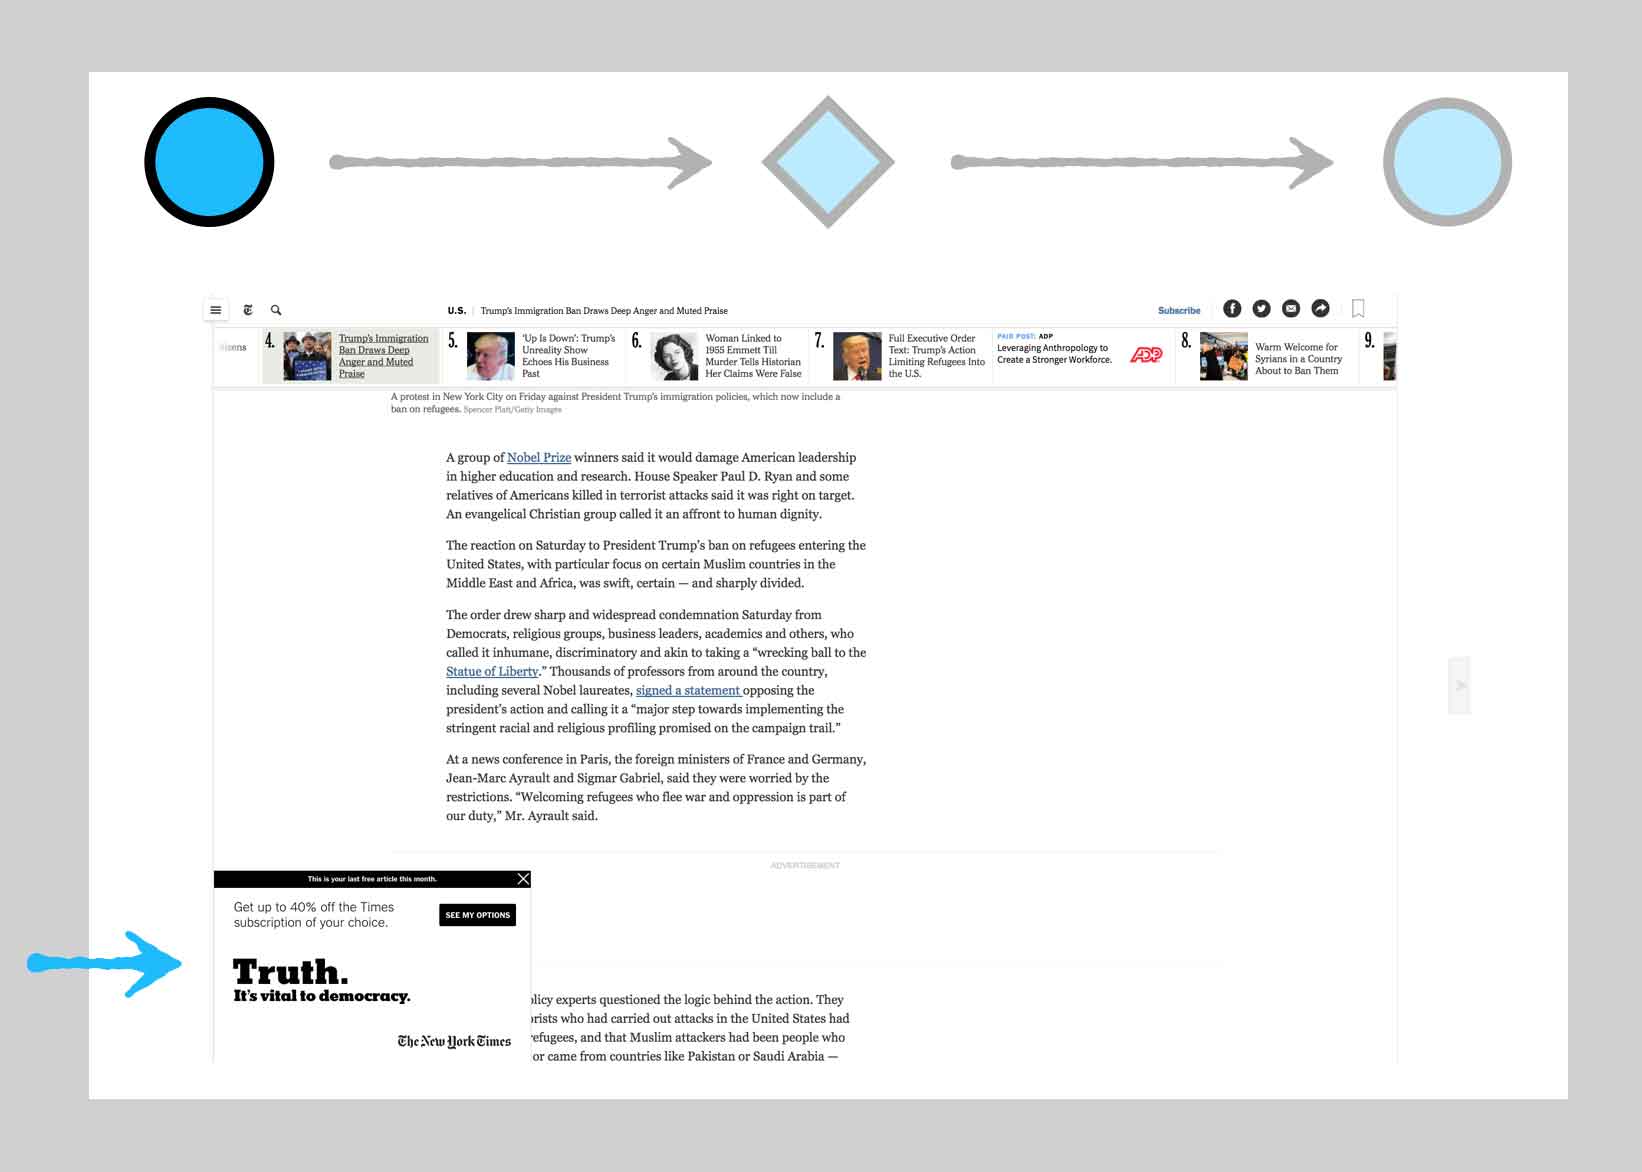 U.S. Trump's Immigration Ban Draws Deep Anger and Muted Praise
Subscribe
4.
Trump's Immigration
Ban Draws Deep
Anger and Muted
Praise
5.
‘Up Is Down’: Trump's
Unreality Show
Echoes His Business
Past
6.
Woman Linked to
1955 Emmett Till
Murder Tells Historian
Her Claims Were False
7.
Full Executive Order
Text: Trump's Action
Limiting Refugees Into
the U.S.
PAID POST: ADP
Leveraging Anthropology to
Create a Stronger Workforce.
ADP
8.
Warm Welcome for
Syrians in a Country
About to Ban Them
9.
A protest in New York City on Friday against President Trump's immigration policies, which now include a
ban on refugees. Spencer Platt/Getty Images
A group of Nobel Prize winners said it would damage American leadership
in higher education and research. House Speaker Paul D. Ryan and some
relatives of Americans killed in terrorist attacks said it was right on target.
An evangelical Christian group called it an affront to human dignity.
The reaction on Saturday to President Trump's ban on refugees entering the
United States, with particular focus on certain Muslim countries in the
Middle East and Africa, was swift, certain — and sharply divided.
The order drew sharp and widespread condemnation Saturday from
Democrats, religious groups, business leaders, academics and others, who
called it inhumane, discriminatory and akin to taking a “wrecking ball to the
Statue of Liberty.” Thousands of professors from around the country,
including several Nobel laureates, signed a statement opposing the
president's action and calling it a “major step towards implementing the
stringent racial and religious profiling promised on the campaign trail.”
At a news conference in Paris, the foreign ministers of France and Germany,
Jean-Marc Ayrault and Sigmar Gabriel, said they were worried by the
restrictions. “Welcoming refugees who flee war and oppression is part of
our duty,” Mr. Ayrault said.
ADVERTISEMENT
This is your last free article this month.
Get up to 40% off the Times
subscription of your choice.
SEE MY OPTIONS
Truth.
It's vital to democracy.
The New York Times
experts questioned the logic behind the action. They
who had carried out attacks in the United States had
refugees, and that Muslim attackers had been people who
or came from countries like Pakistan or Saudi Arabia —